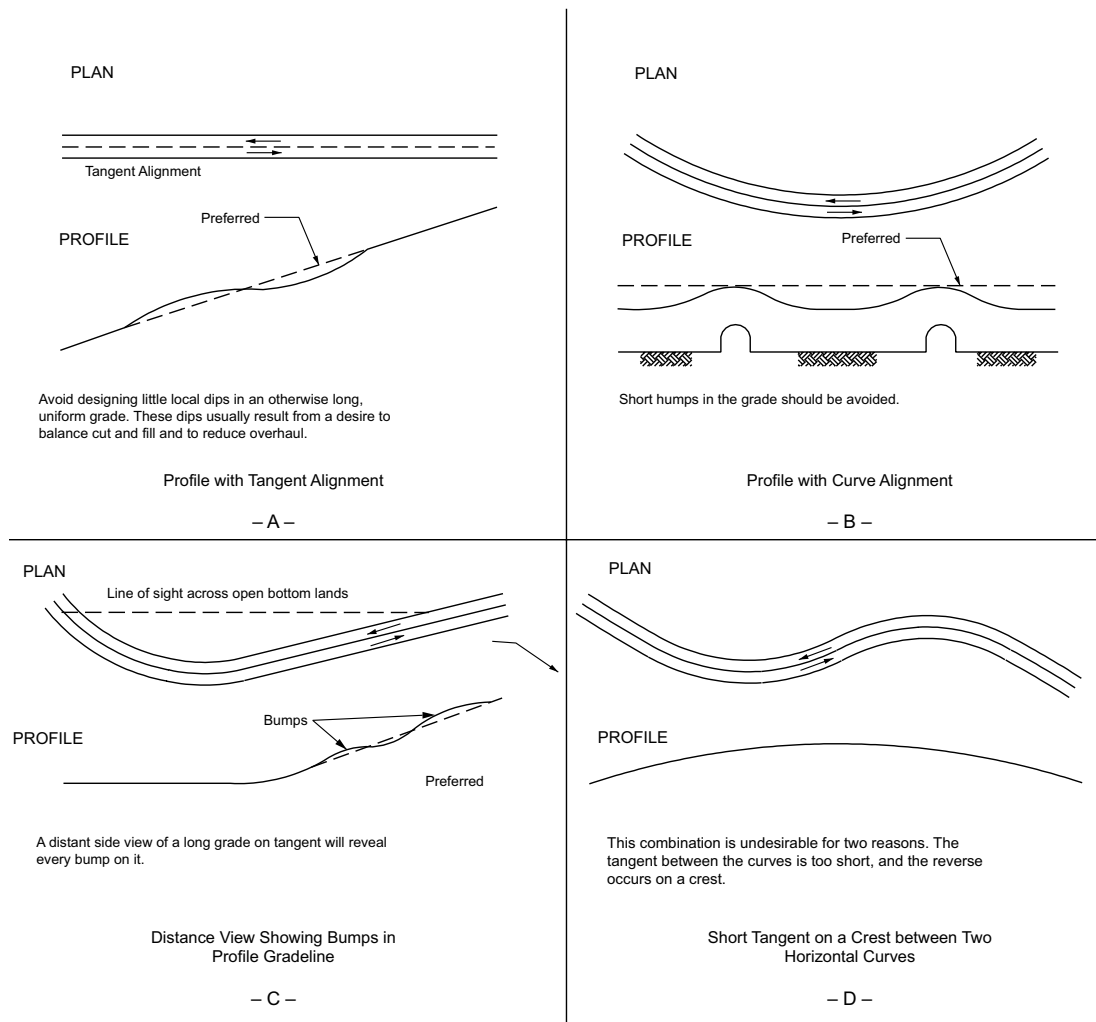 PLAN
Tangent Alignment
Preferred
PROFILE
Avoid designing little local dips in an otherwise long,
uniform grade. These dips usually result from a desire to
balance cut and fill and to reduce overhaul.
Profile with Tangent Alignment
– A –
PLAN
PROFILE
Preferred
Short humps in the grade should be avoided.
Profile with Curve Alignment
– B –
PLAN
Line of sight across open bottom lands
Bumps
PROFILE
Preferred
A distant side view of a long grade on tangent will reveal
every bump on it.
Distance View Showing Bumps in
Profile Gradeline
– C –
PLAN
PROFILE
This combination is undesirable for two reasons. The
tangent between the curves is too short, and the reverse
occurs on a crest.
Short Tangent on a Crest between Two
Horizontal Curves
– D –